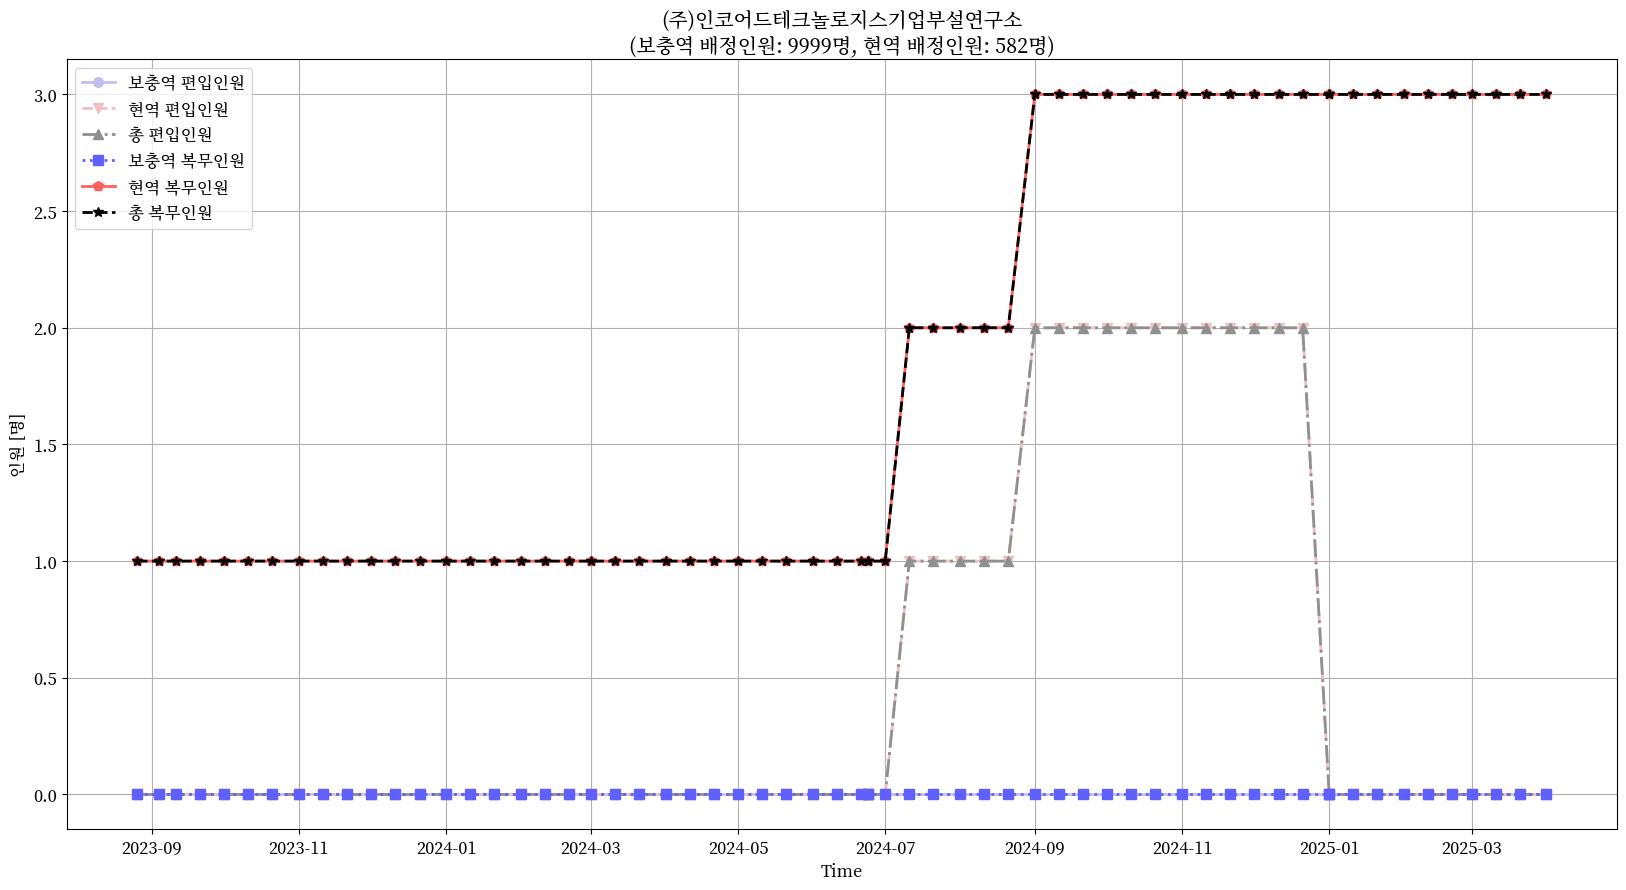 (주)인코어드테크놀로지스기업부설연구소
(보충역 배정인원: 9999명, 현역 배정인원: 582명)
보충역 편입인원
현역 편입인원
총 편입인원
보충역 복무인원
현역 복무인원
총 복무인원
인원 [명]
3.0
2.5
2.0
1.5
1.0
0.5
0.0
2023-09
2023-11
2024-01
2024-03
2024-05
2024-07
2024-09
2024-11
2025-01
2025-03
Time